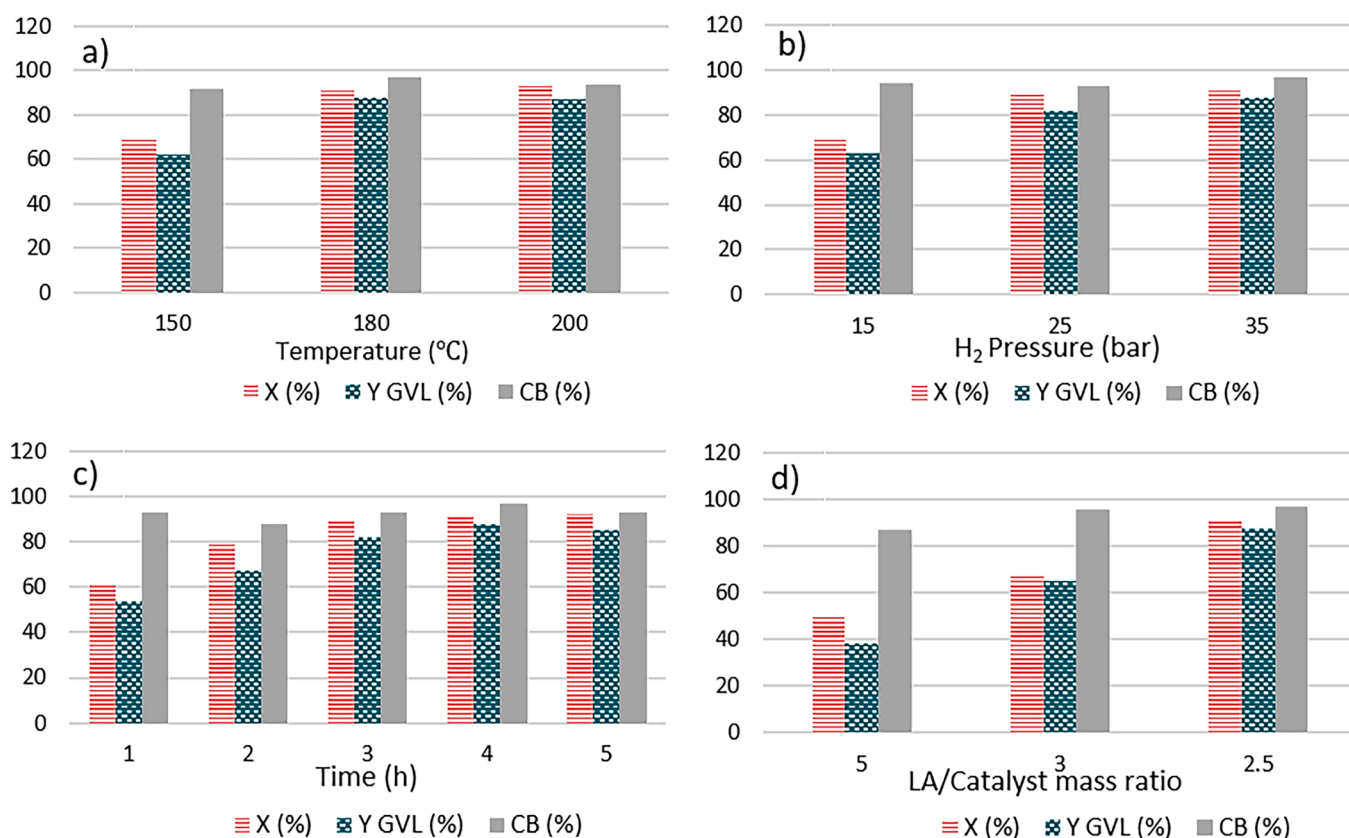 a)
120
100
80
60
40
20
0
150 180 200
Temperature (°C)
X (%) Y GVL (%) CB (%)
b)
120
100
80
60
40
20
0
15 25 35
H₂ Pressure (bar)
X (%) Y GVL (%) CB (%)
c)
120
100
80
60
40
20
0
1 2 3 4 5
Time (h)
X (%) Y GVL (%) CB (%)
d)
120
100
80
60
40
20
0
5 3 2.5
LA/Catalyst mass ratio
X (%) Y GVL (%) CB (%)